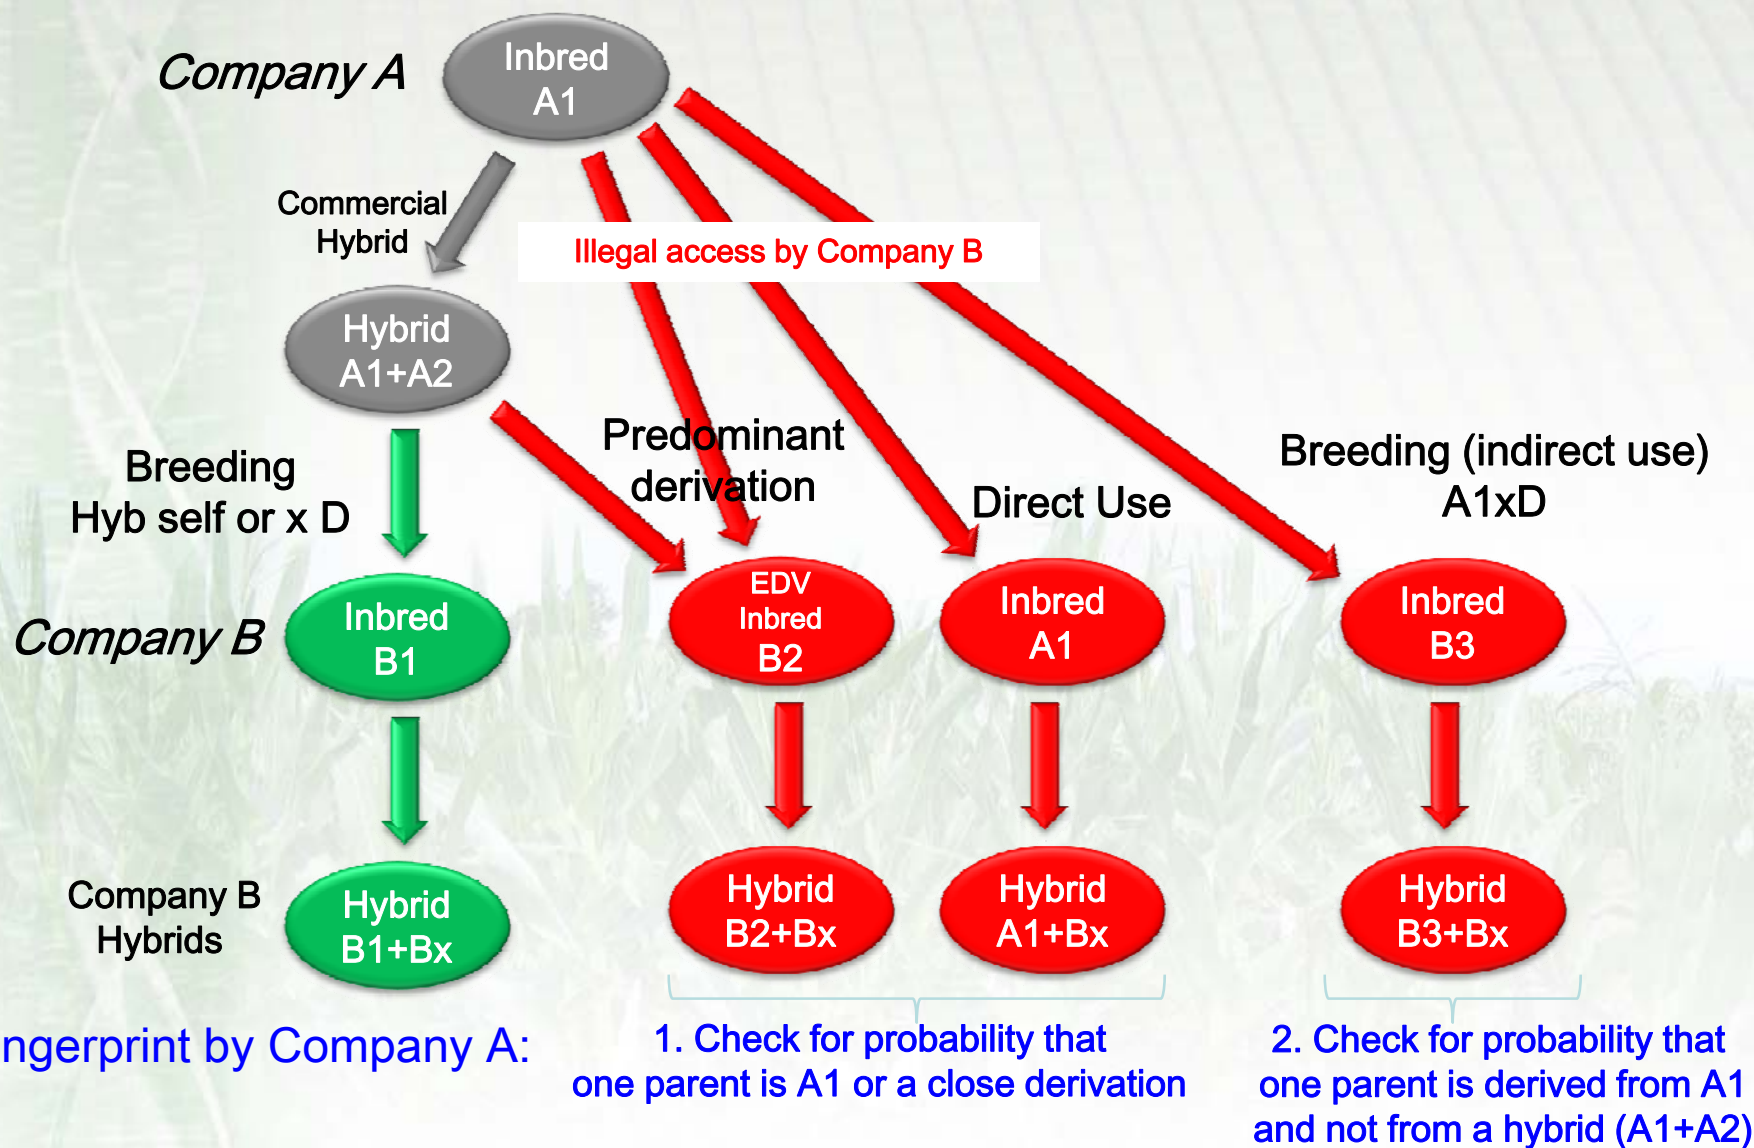 Company A
Inbred
A1
Commercial
Hybrid
Illegal access by Company B
Hybrid
A1+A2
Breeding
Hyb self or x D
Predominant
derivation
Direct Use
Breeding (indirect use)
A1xD
Company B
Inbred
B1
EDV
Inbred
B2
Inbred
A1
Inbred
B3
Company B
Hybrids
Hybrid
B1+Bx
Hybrid
B2+Bx
Hybrid
A1+Bx
Hybrid
B3+Bx
ngerprint by Company A:
1. Check for probability that
one parent is A1 or a close derivation
2. Check for probability that
one parent is derived from A1
and not from a hybrid (A1+A2)